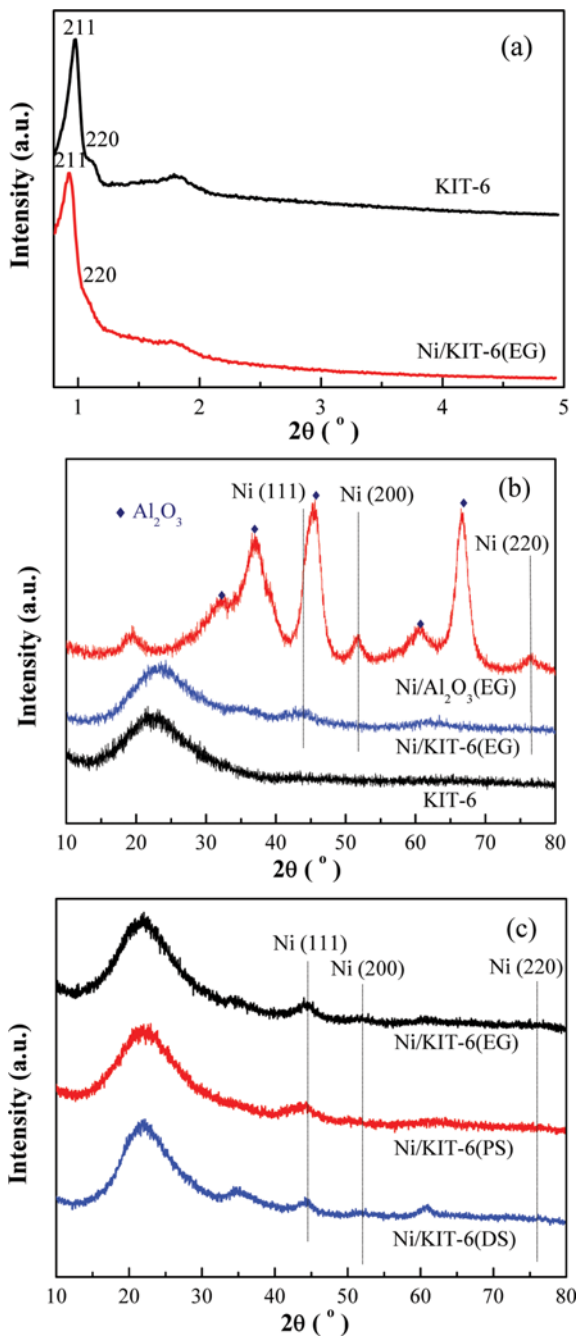 (a)
211
220
211
220
KIT-6
Ni/KIT-6(EG)
Intensity (a.u.)
1 2 3 4 5
2θ ( ° )
(b)
Ni (111) Ni (200)
◆ Al₂O₃
Ni (220)
Ni/Al₂O₃(EG)
Ni/KIT-6(EG)
KIT-6
Intensity (a.u.)
10 20 30 40 50 60 70 80
2θ ( ° )
(c)
Ni (111)
Ni (200) Ni (220)
Ni/KIT-6(EG)
Ni/KIT-6(PS)
Ni/KIT-6(DS)
Intensity (a.u.)
10 20 30 40 50 60 70 80
2θ ( ° )